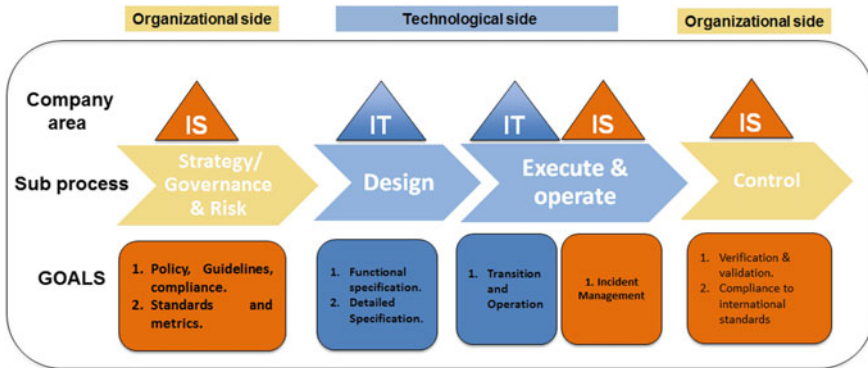 Organizational side
Technological side
Organizational side
Company
area
IS
IT
IT
IS
IS
Sub process
Strategy/
Governance
& Risk
Design
Execute &
operate
Control
GOALS
1. Policy, Guidelines,
compliance.
2. Standards and
metrics.
1. Functional
specification.
2. Detailed
Specification.
1. Transition
and
Operation
1. Incident
Management
1. Verification &
validation.
2. Compliance to
international
standards